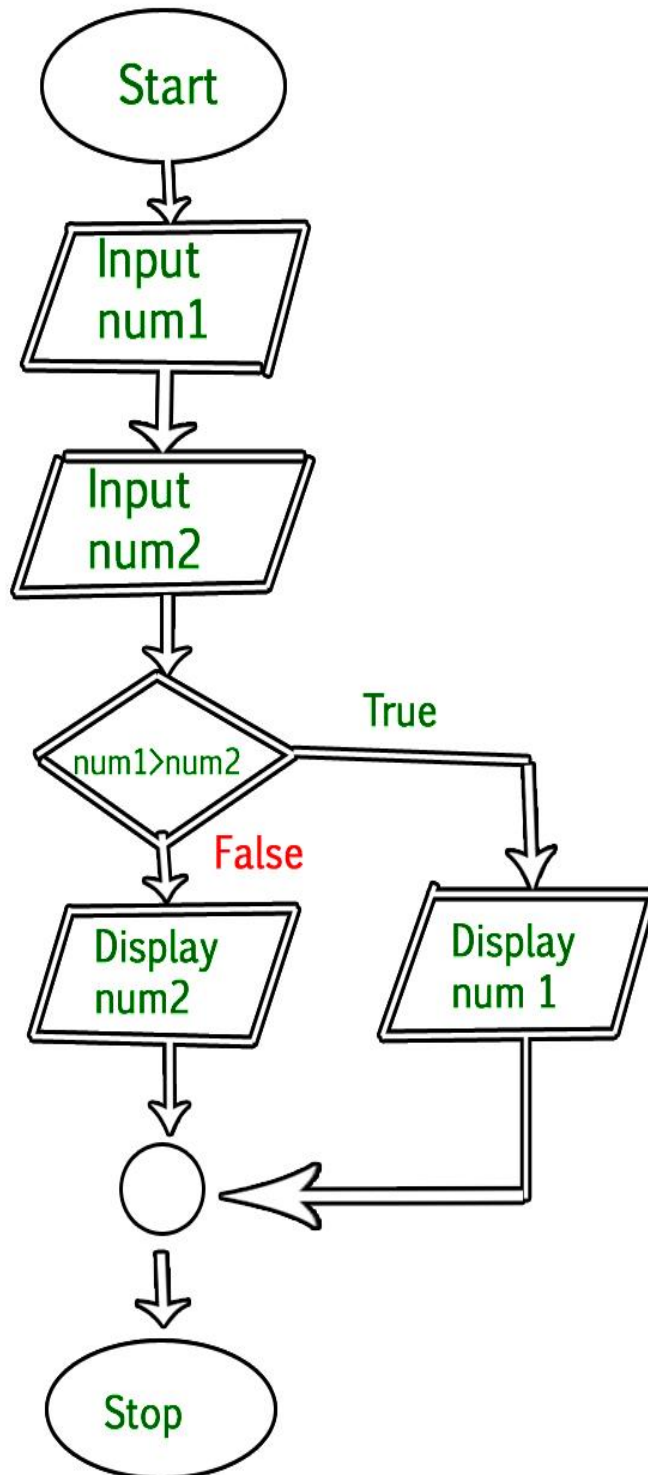 Start
Input
num1
Input
num2
num1>num2
True
False
Display
num2
Display
num 1
Stop